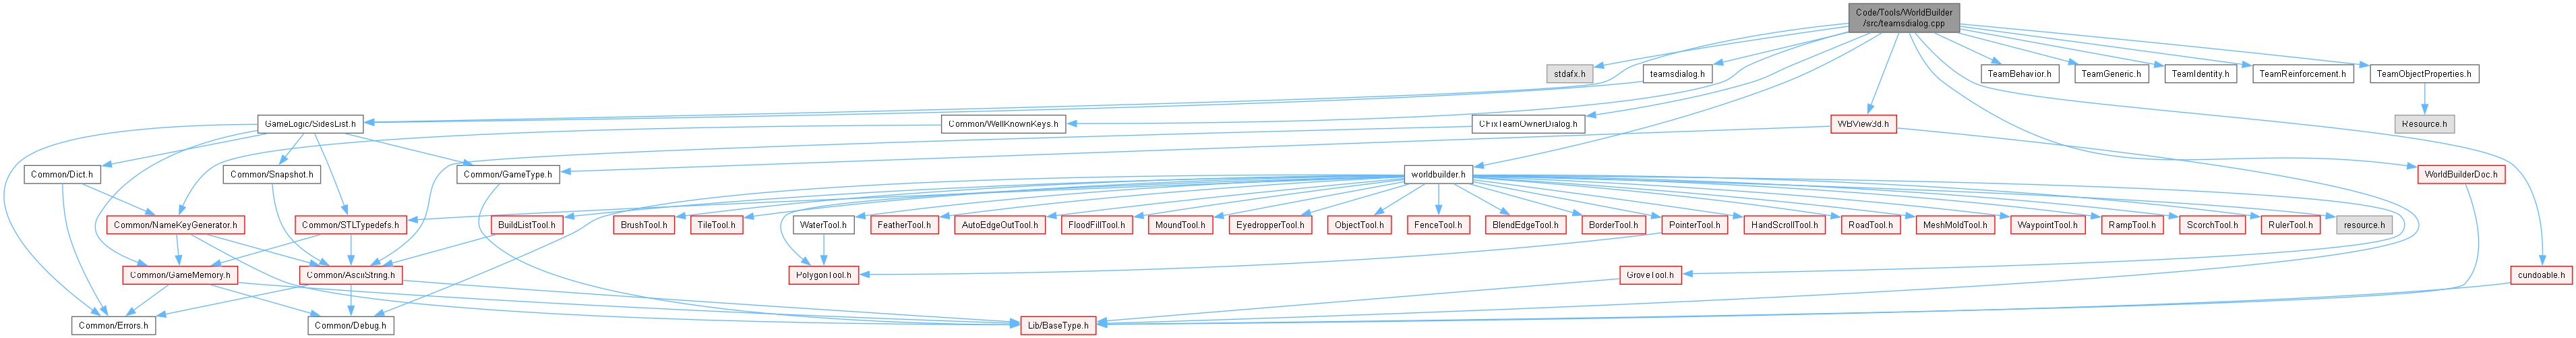 Code/Tools/WorldBuilder
/src/teamsdialog.cpp
stdafx.h
teamsdialog.h
TeamBehavior.h
TeamGeneric.h
TeamIdentity.h
TeamReinforcement.h
TeamObjectProperties.h
GameLogic/SidesList.h
Common/WellKnownKeys.h
CFixTeamOwnerDialog.h
WBView3d.h
Resource.h
Common/Dict.h
Common/Snapshot.h
Common/GameType.h
worldbuilder.h
WorldBuilderDoc.h
Common/NameKeyGenerator.h
Common/STLTypedefs.h
BuildListTool.h
BrushTool.h
TileTool.h
WaterTool.h
FeatherTool.h
AutoEdgeOutTool.h
FloodFillTool.h
MoundTool.h
EyedropperTool.h
ObjectTool.h
FenceTool.h
BlendEdgeTool.h
BorderTool.h
PointerTool.h
HandScrollTool.h
RoadTool.h
MeshMoldTool.h
WaypointTool.h
RampTool.h
ScorchTool.h
RulerTool.h
resource.h
Common/GameMemory.h
Common/AsciiString.h
PolygonTool.h
GroveTool.h
cundoable.h
Common/Errors.h
Common/Debug.h
Lib/BaseType.h